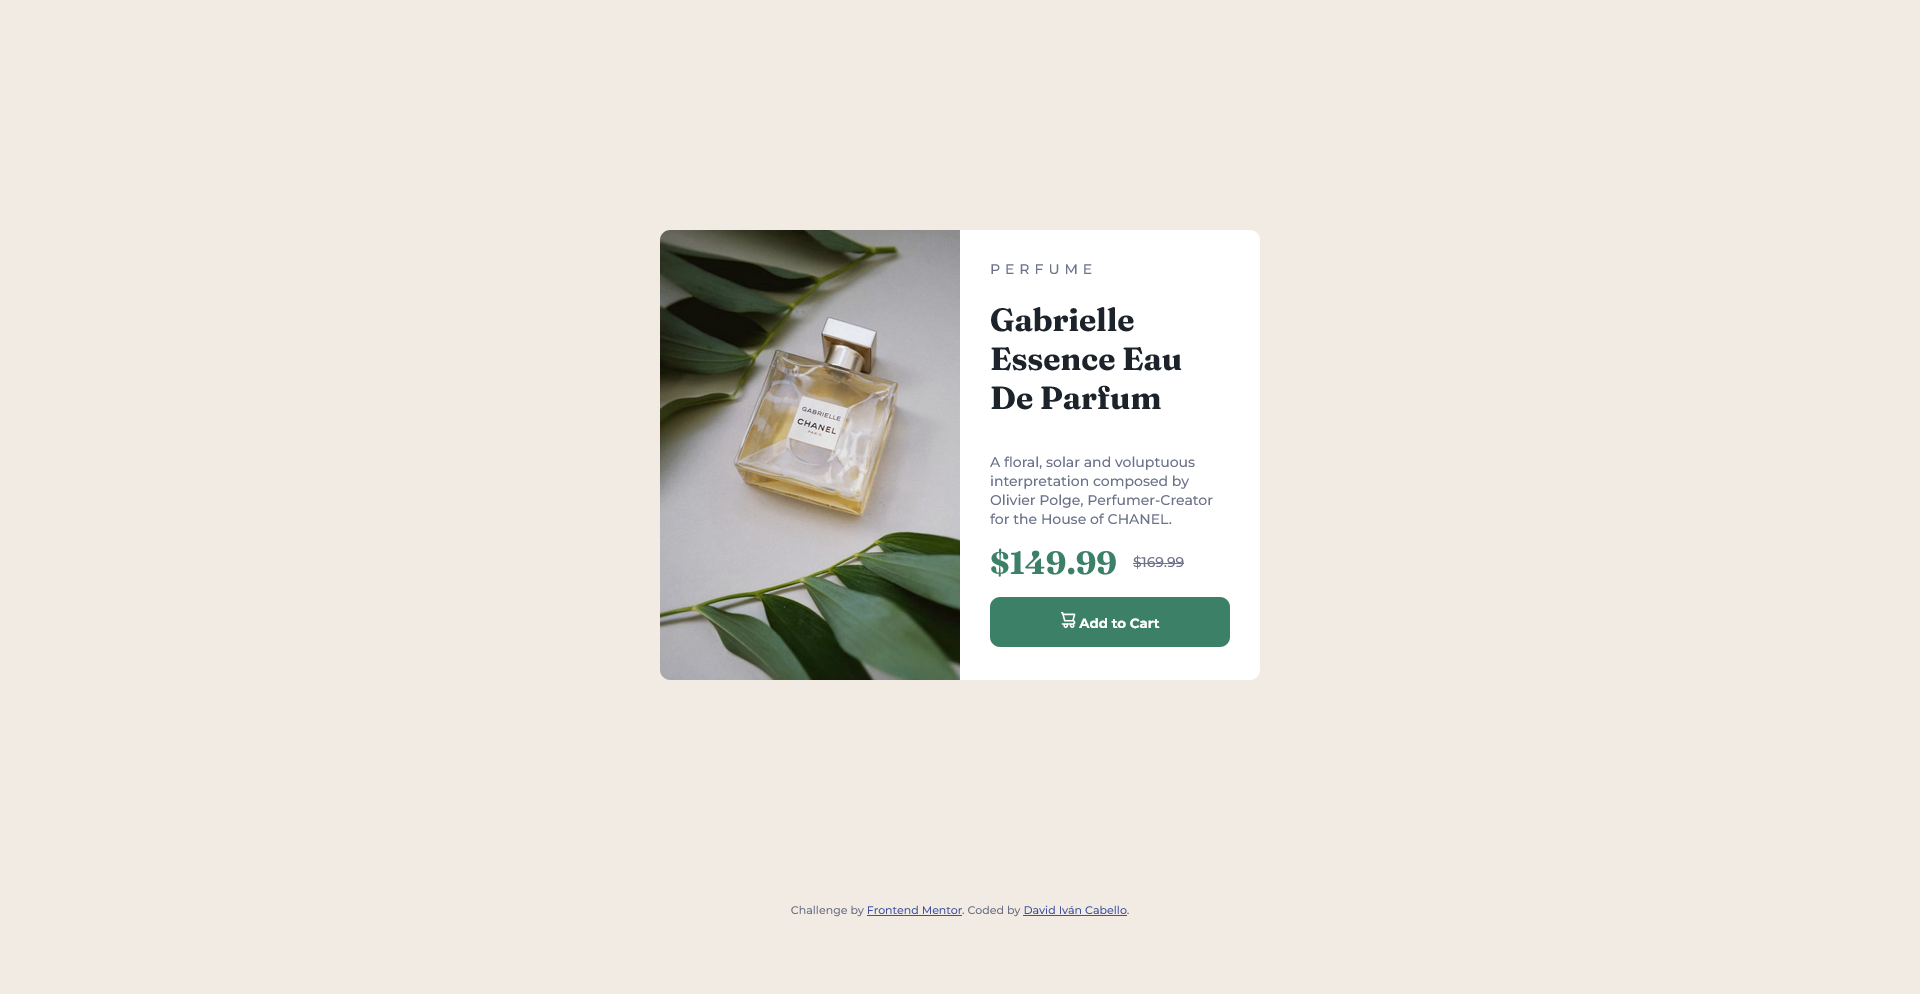 GABRIELLE
CHANEL
PARIS
PERFUME
Gabrielle
Essence Eau
De Parfum
A floral, solar and voluptuous
interpretation composed by
Olivier Polge, Perfumer-Creator
for the House of CHANEL.
$149.99 $169.99
Add to Cart
Challenge by Frontend Mentor. Coded by David Iván Cabello.